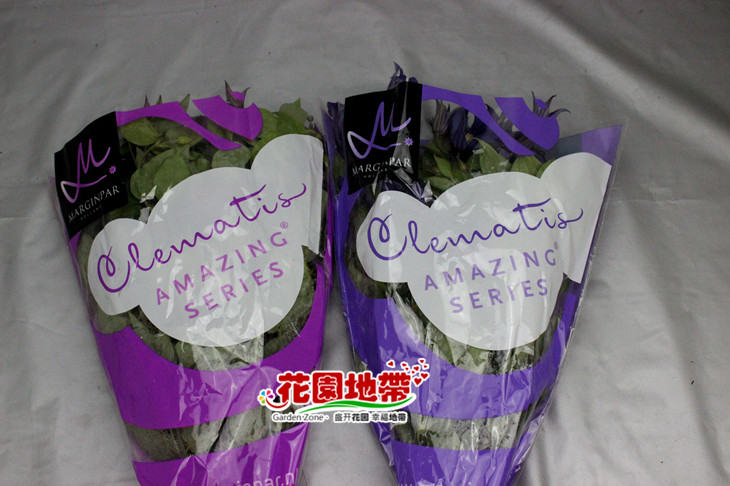 M
MARGINPAR
Clematis
AMAZING®
SERIES
M
MARGINPAR
Clematis
AMAZING®
SERIES
花園地帶
Garden-Zone - 盛开花园 幸福地带